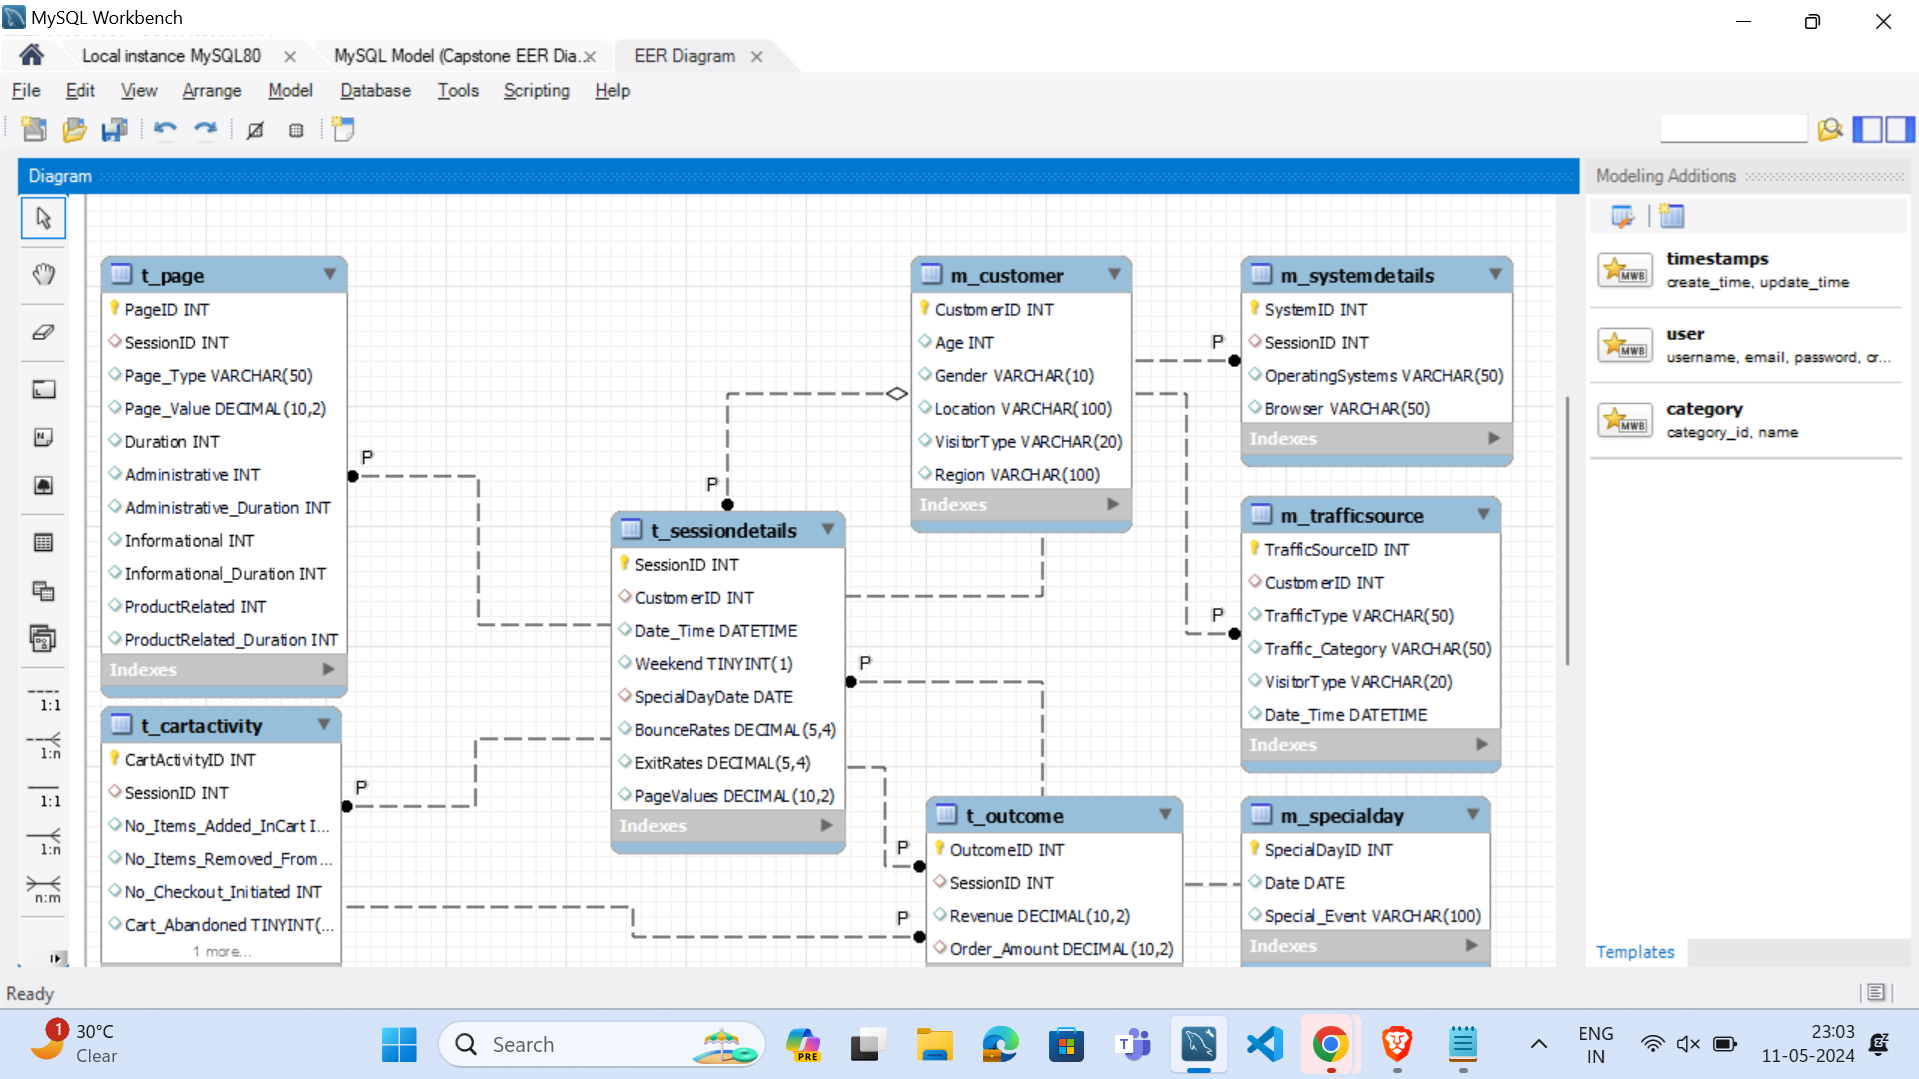 MySQL Workbench
Local instance MySQL80
MySQL Model (Capstone EER Dia...
EER Diagram
File Edit View Arrange Model Database Tools Scripting Help
Diagram
Modeling Additions
timestamps
create_time, update_time
user
username, email, password, cr...
category
category_id, name
Templates
1:1
1:n
1:1
1:n
n:m
t_page
PageID INT
SessionID INT
Page_Type VARCHAR(50)
Page_Value DECIMAL(10,2)
Duration INT
Administrative INT
Administrative_Duration INT
Informational INT
Informational_Duration INT
ProductRelated INT
ProductRelated_Duration INT
Indexes
t_cartactivity
CartActivityID INT
SessionID INT
No_Items_Added_InCart I...
No_Items_Removed_From...
No_Checkout_Initiated INT
Cart_Abandoned TINYINT(...
1 more...
P
P
P
t_sessiondetails
SessionID INT
CustomerID INT
Date_Time DATETIME
Weekend TINYINT(1)
SpecialDayDate DATE
BounceRates DECIMAL(5,4)
ExitRates DECIMAL(5,4)
PageValues DECIMAL(10,2)
Indexes
P
P
P
m_customer
CustomerID INT
Age INT
Gender VARCHAR(10)
Location VARCHAR(100)
VisitorType VARCHAR(20)
Region VARCHAR(100)
Indexes
t_outcome
OutcomeID INT
SessionID INT
Revenue DECIMAL(10,2)
Order_Amount DECIMAL(10,2)
P
P
m_systemdetails
SystemID INT
SessionID INT
OperatingSystems VARCHAR(50)
Browser VARCHAR(50)
Indexes
m_trafficsource
TrafficSourceID INT
CustomerID INT
TrafficType VARCHAR(50)
Traffic_Category VARCHAR(50)
VisitorType VARCHAR(20)
Date_Time DATETIME
Indexes
m_specialday
SpecialDayID INT
Date DATE
Special_Event VARCHAR(100)
Indexes
Ready
1
30°C
Clear
Search
PRE
ENG
IN
23:03
11-05-2024